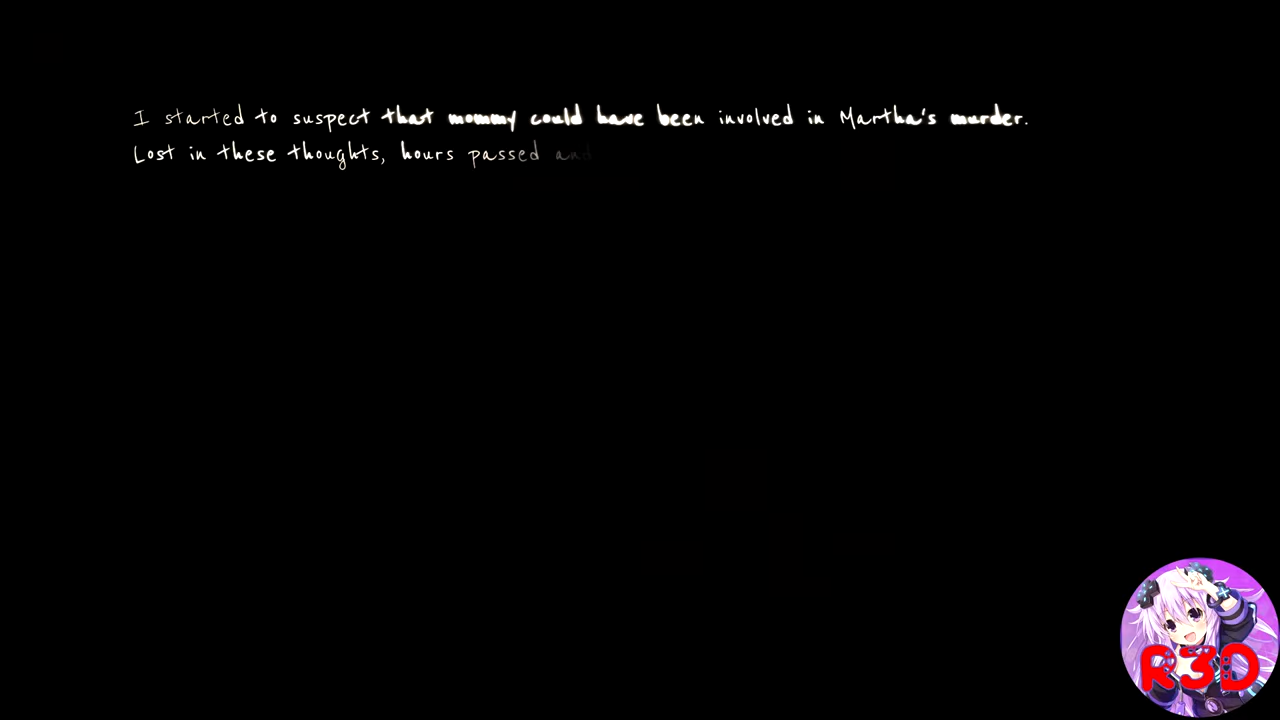 I started to suspect that mommy could have been involved in Martha's murder.
Lost in these thoughts, hours passed and
R3D